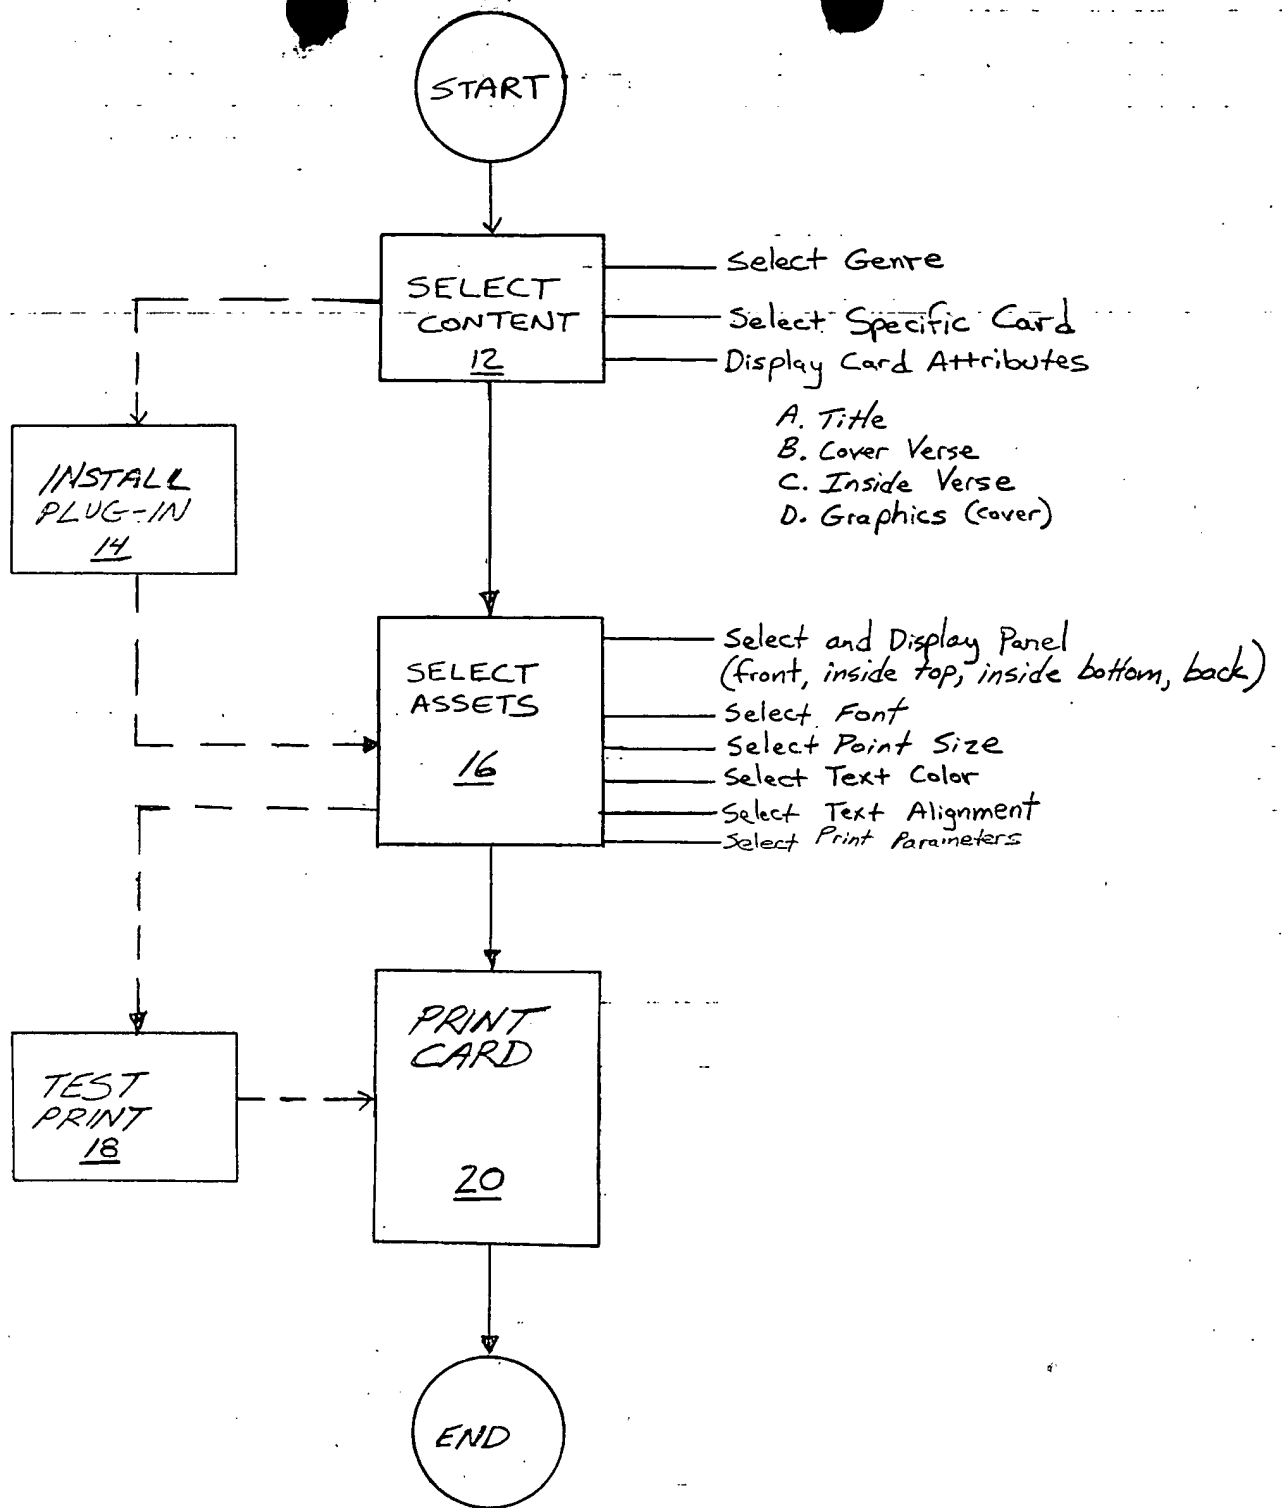 START
SELECT
CONTENT
12
Select Genre
Select Specific Card
Display Card Attributes
A. Title
B. Cover Verse
C. Inside Verse
D. Graphics (cover)
INSTALL
PLUG-IN
14
SELECT
ASSETS
16
Select and Display Panel
(front, inside top, inside bottom, back)
Select Font
Select Point Size
Select Text Color
Select Text Alignment
Select Print Parameters
PRINT
CARD
20
TEST
PRINT
18
END